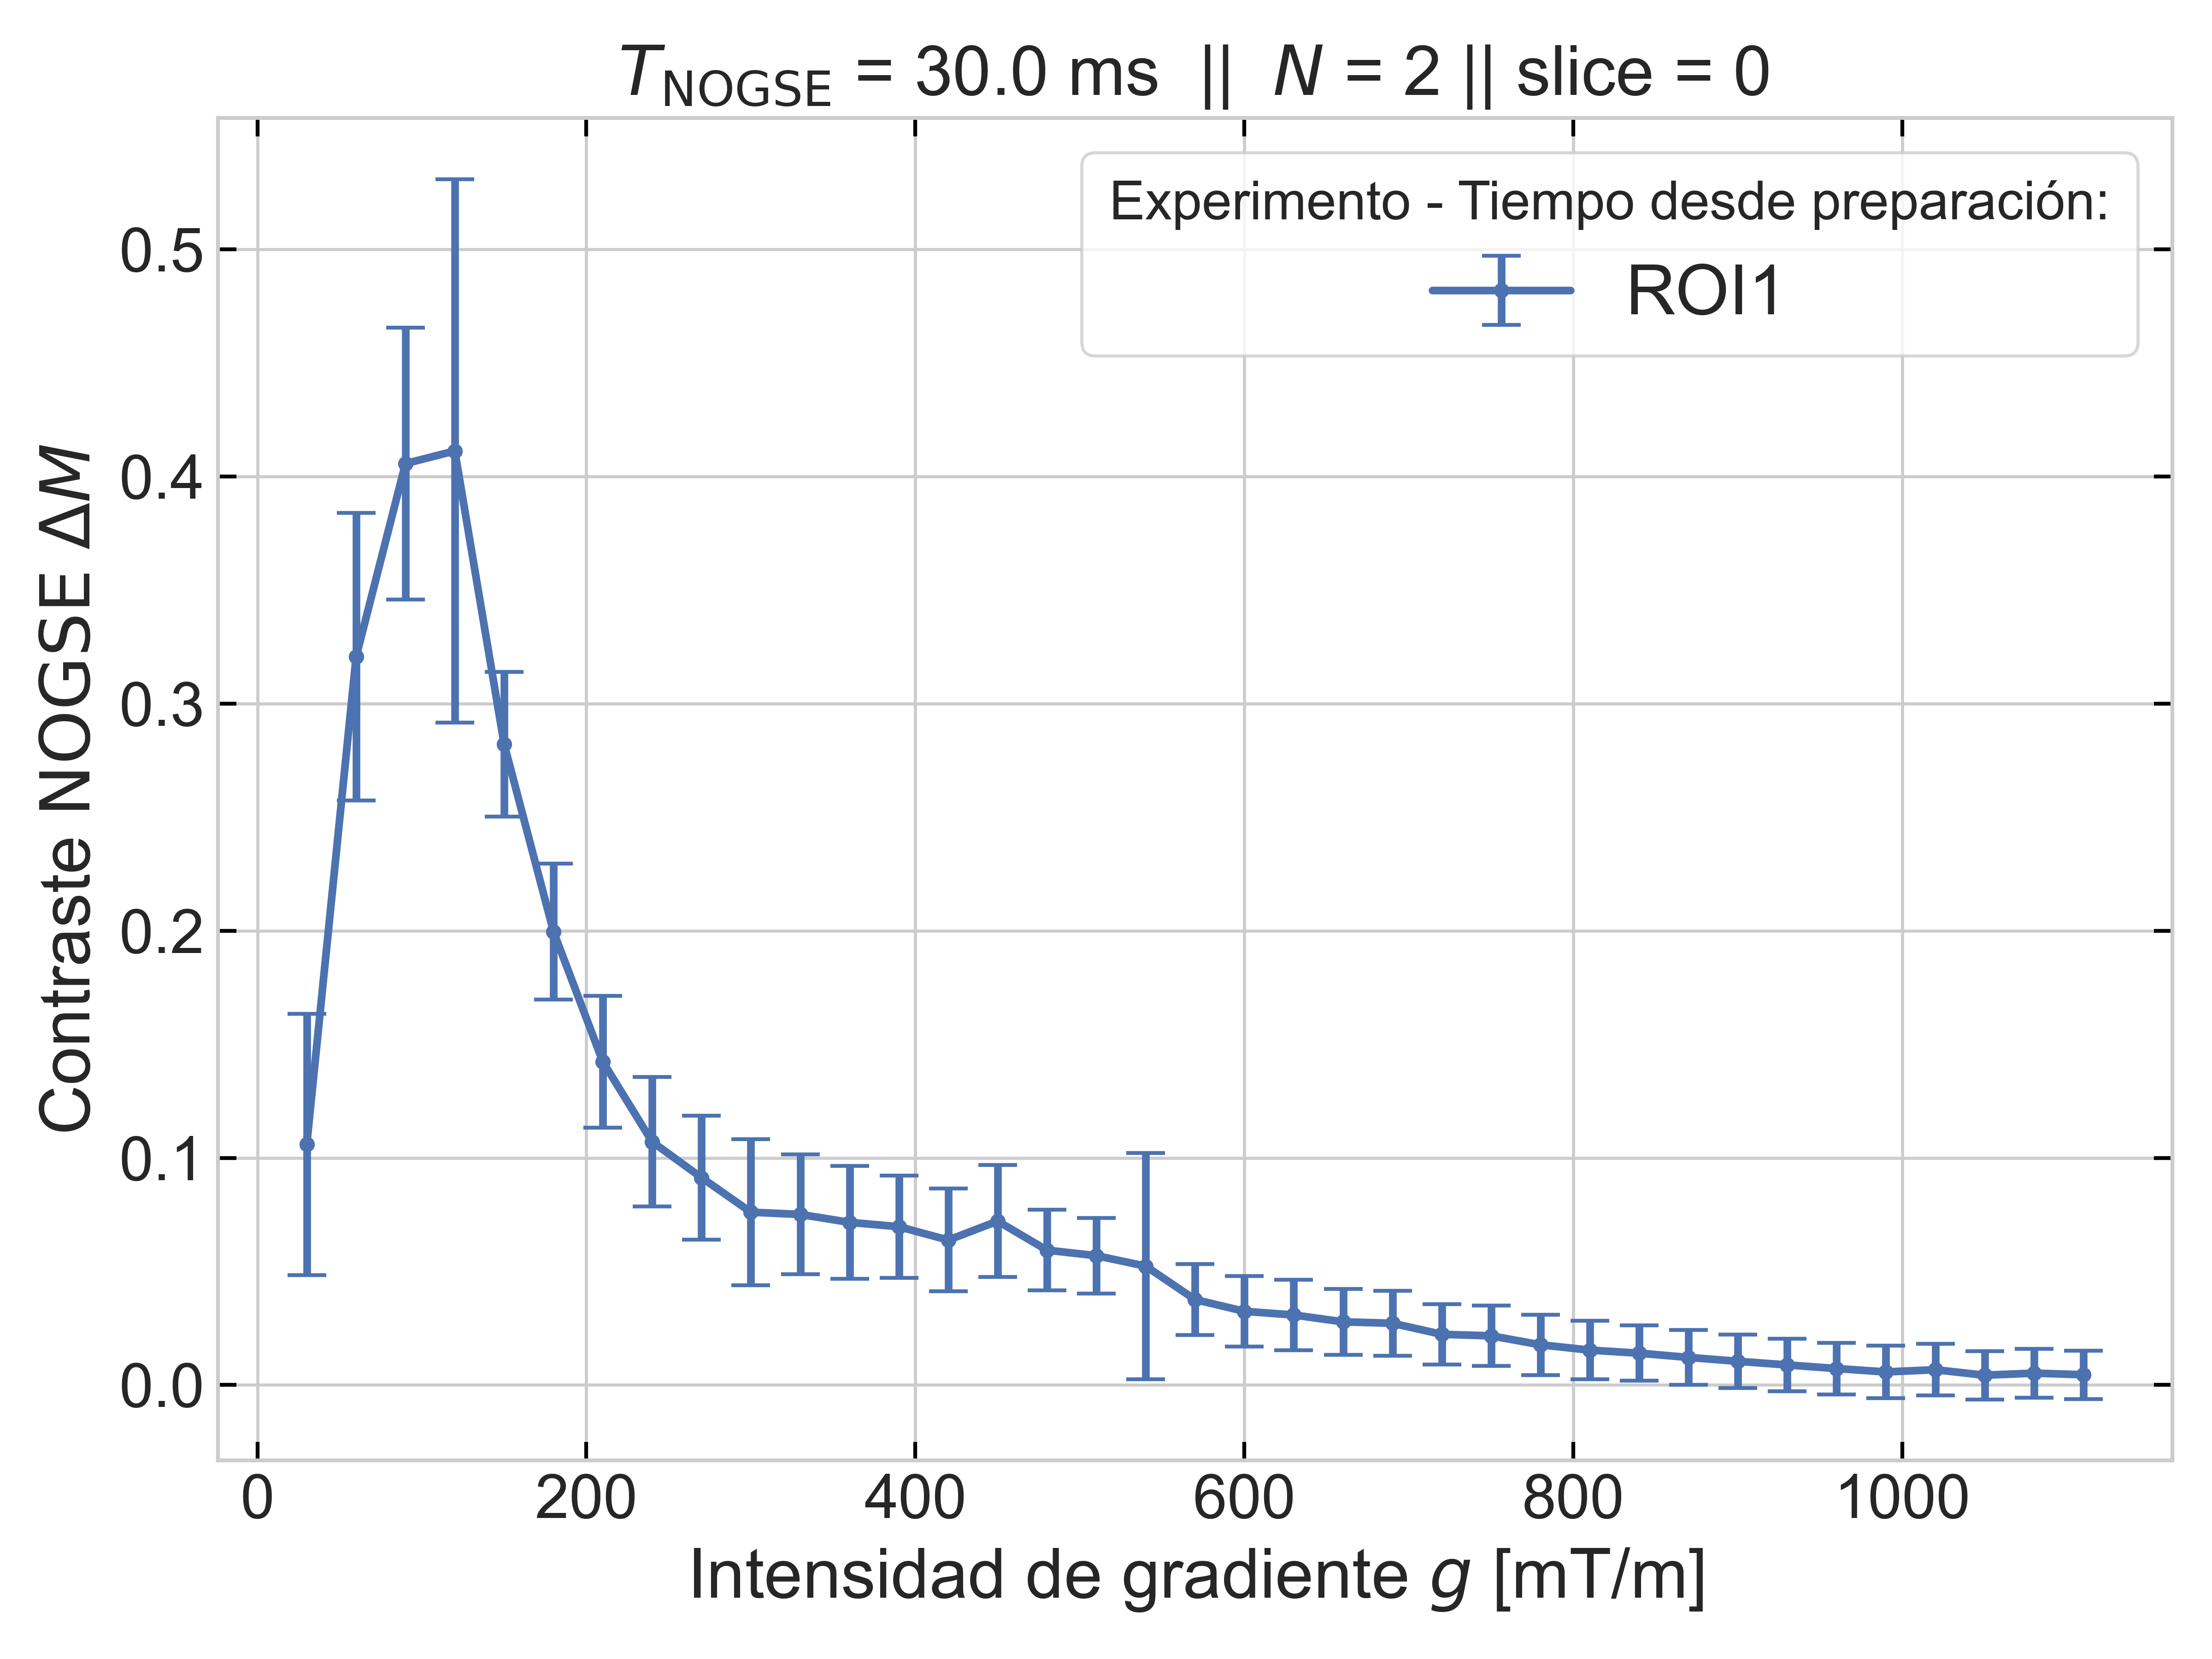 T_NOGSE = 30.0 ms || N = 2 || slice = 0
Experimento - Tiempo desde preparación:
ROI1
Contraste NOGSE ΔM
0.5
0.4
0.3
0.2
0.1
0.0
0 200 400 600 800 1000
Intensidad de gradiente g [mT/m]